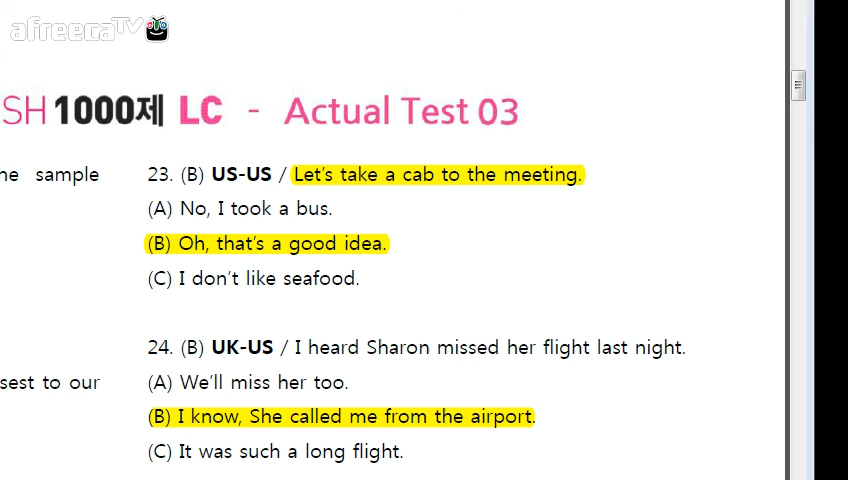 afreecaTV
SH 1000제 LC - Actual Test 03
he sample
23. (B) US-US / Let's take a cab to the meeting.
(A) No, I took a bus.
(B) Oh, that's a good idea.
(C) I don't like seafood.
24. (B) UK-US / I heard Sharon missed her flight last night.
sest to our
(A) We'll miss her too.
(B) I know, She called me from the airport.
(C) It was such a long flight.